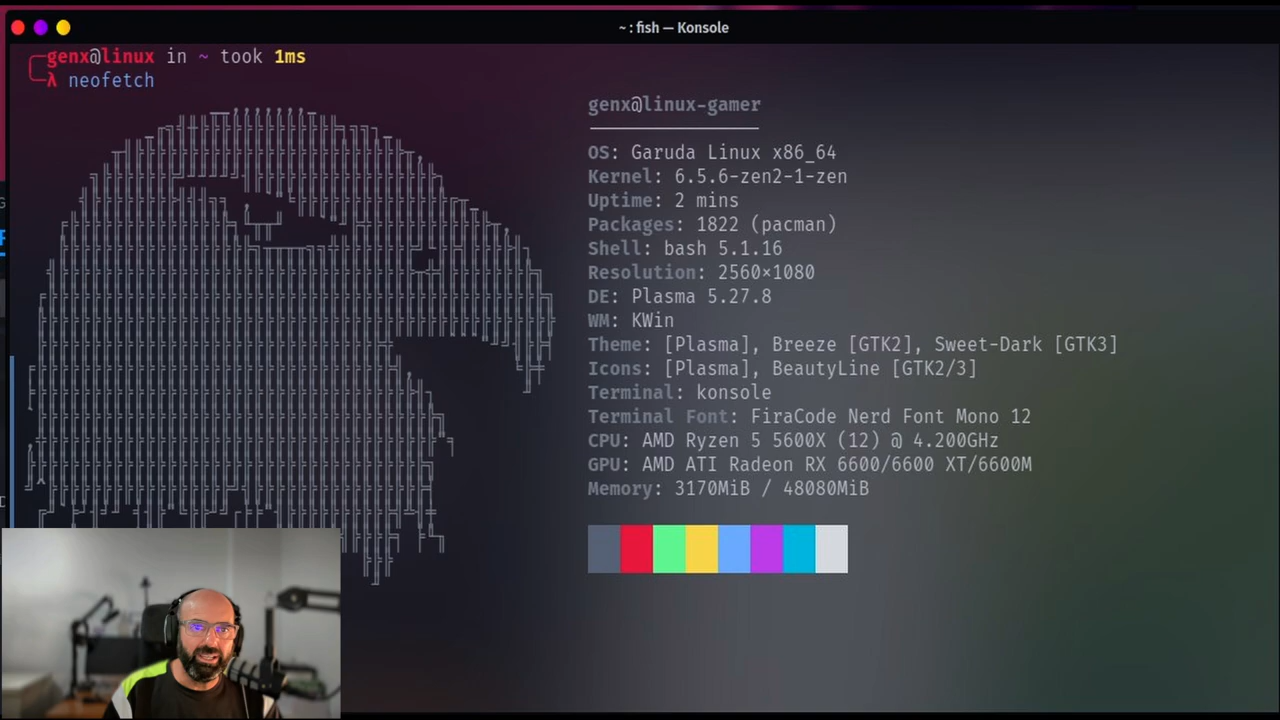 ~ : fish — Konsole
genx@linux in ~ took 1ms
λ neofetch
genx@linux-gamer
OS: Garuda Linux x86_64
Kernel: 6.5.6-zen2-1-zen
Uptime: 2 mins
Packages: 1822 (pacman)
Shell: bash 5.1.16
Resolution: 2560×1080
DE: Plasma 5.27.8
WM: KWin
Theme: [Plasma], Breeze [GTK2], Sweet-Dark [GTK3]
Icons: [Plasma], BeautyLine [GTK2/3]
Terminal: konsole
Terminal Font: FiraCode Nerd Font Mono 12
CPU: AMD Ryzen 5 5600X (12) @ 4.200GHz
GPU: AMD ATI Radeon RX 6600/6600 XT/6600M
Memory: 3170MiB / 48080MiB